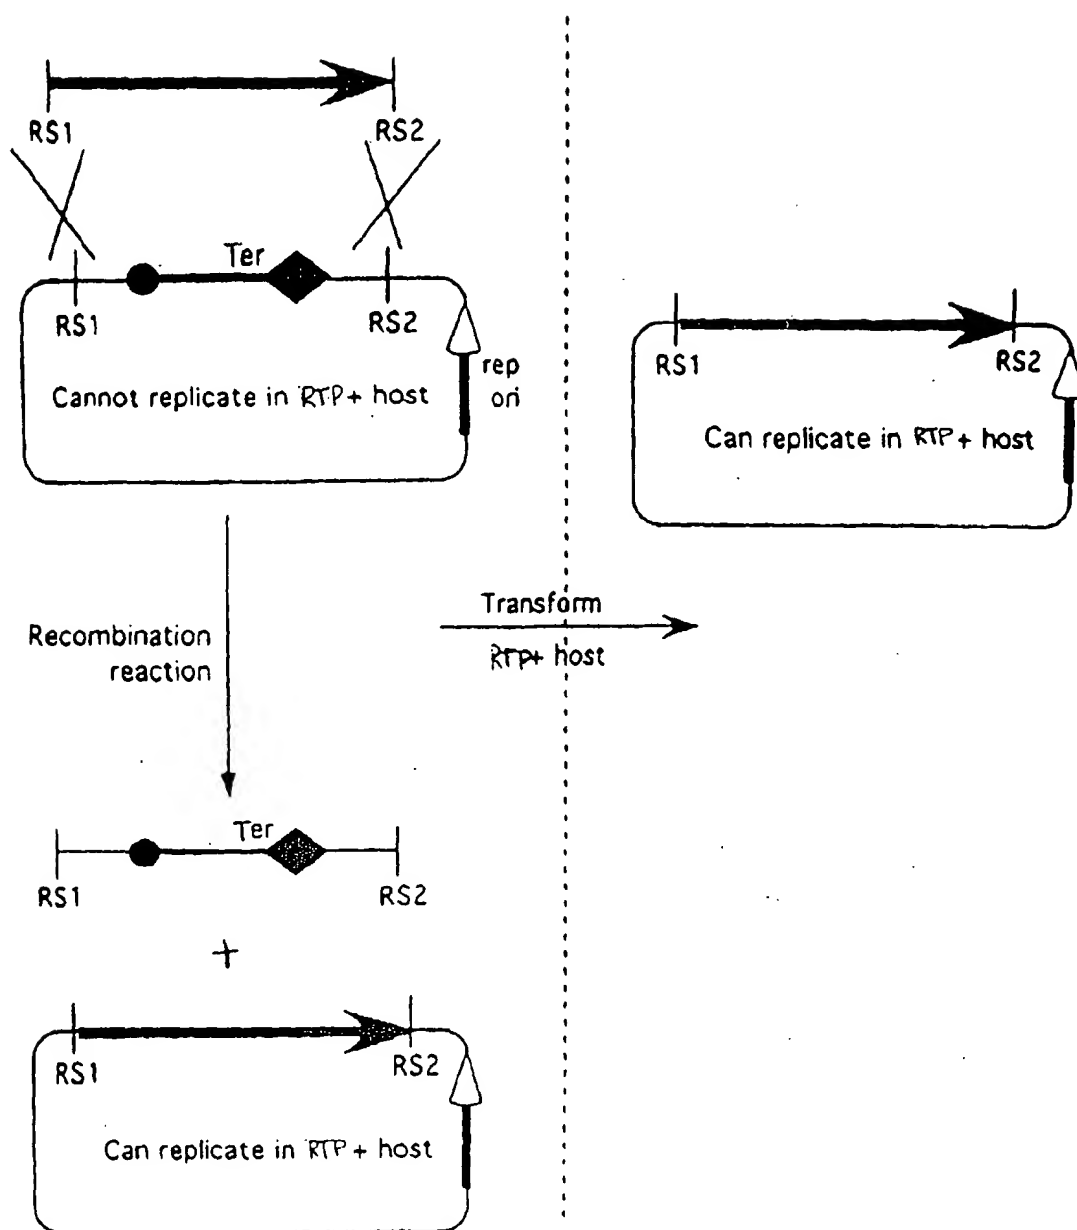 RS1
RS2
Ter
RS1
RS2
rep
ori
Cannot replicate in RTP + host
RS1
RS2
Can replicate in RTP + host
Recombination
reaction
Transform
RTP+ host
Ter
RS1
RS2
+
RS1
RS2
Can replicate in RTP + host